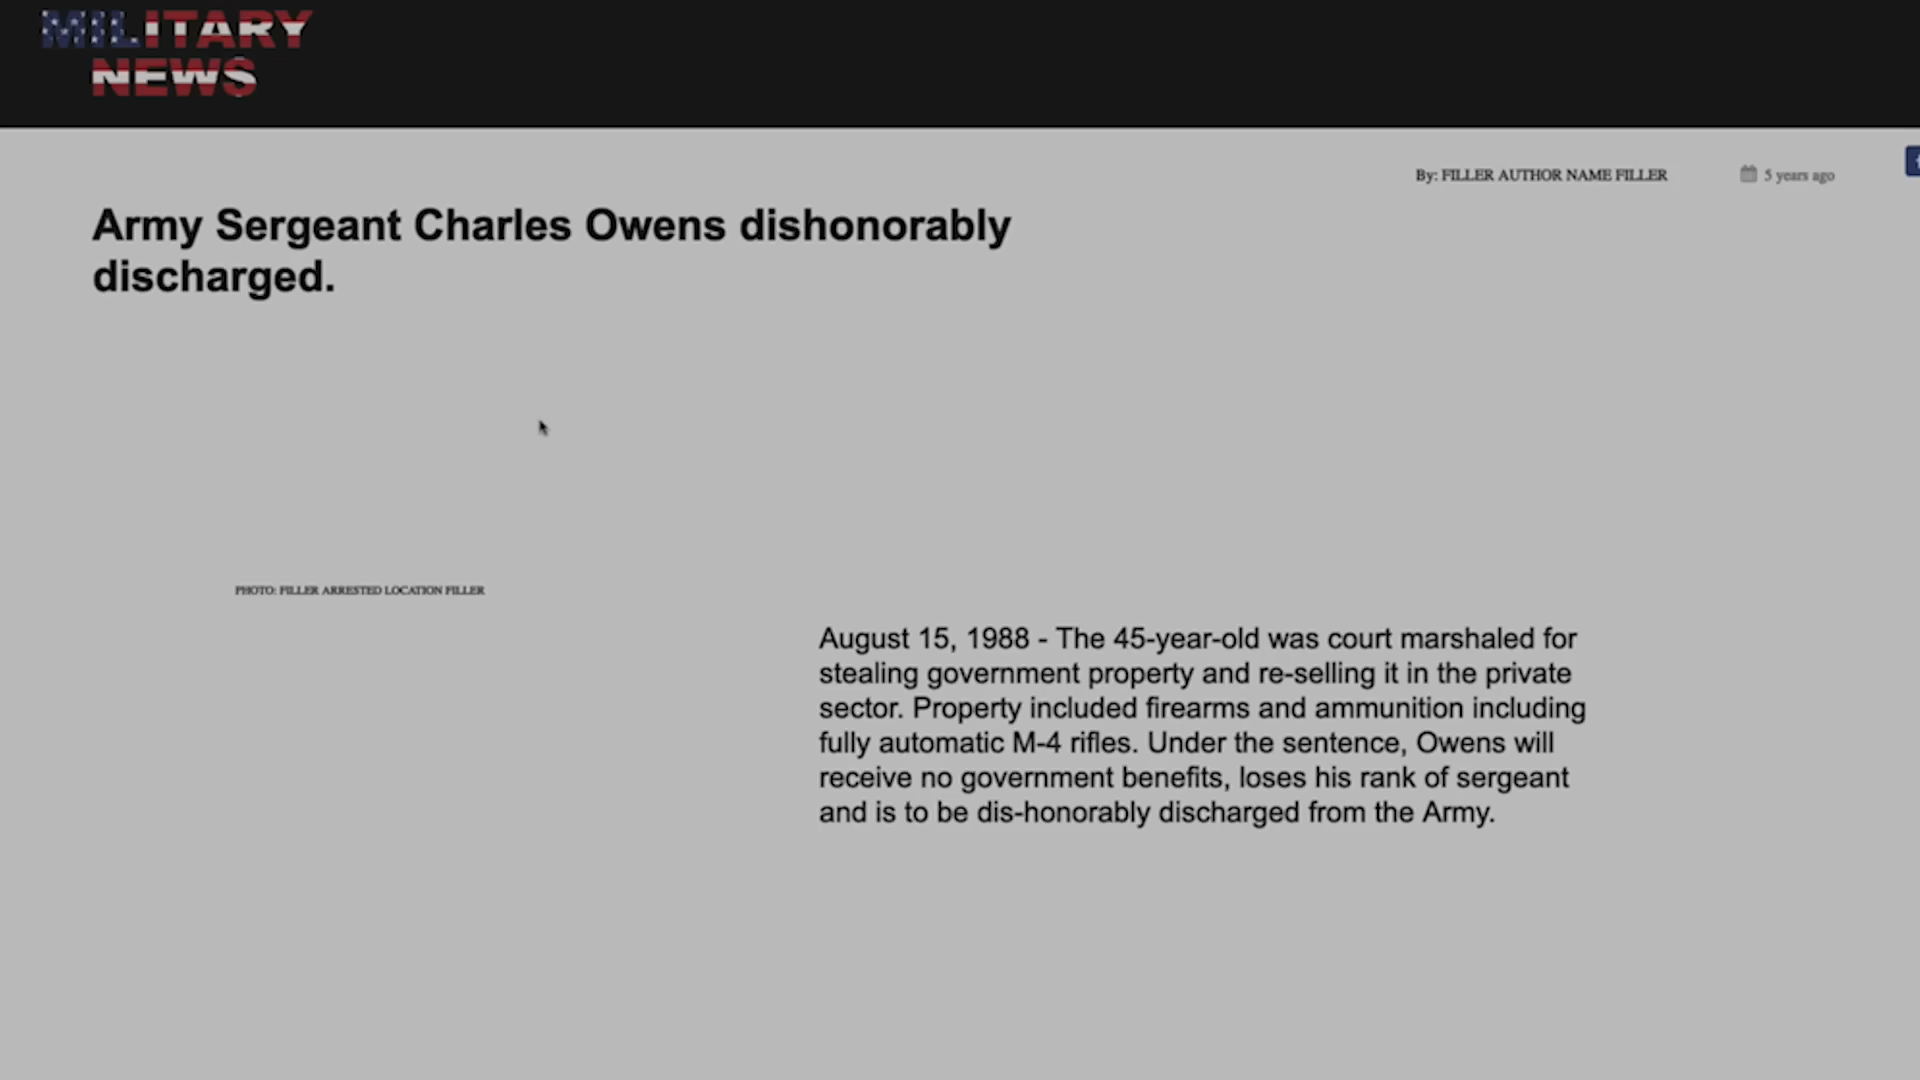 MILITARY
NEWS
By: FILLER AUTHOR NAME FILLER
5 years ago
Army Sergeant Charles Owens dishonorably
discharged.
PHOTO: FILLER ARRESTED LOCATION FILLER
August 15, 1988 - The 45-year-old was court marshaled for
stealing government property and re-selling it in the private
sector. Property included firearms and ammunition including
fully automatic M-4 rifles. Under the sentence, Owens will
receive no government benefits, loses his rank of sergeant
and is to be dis-honorably discharged from the Army.